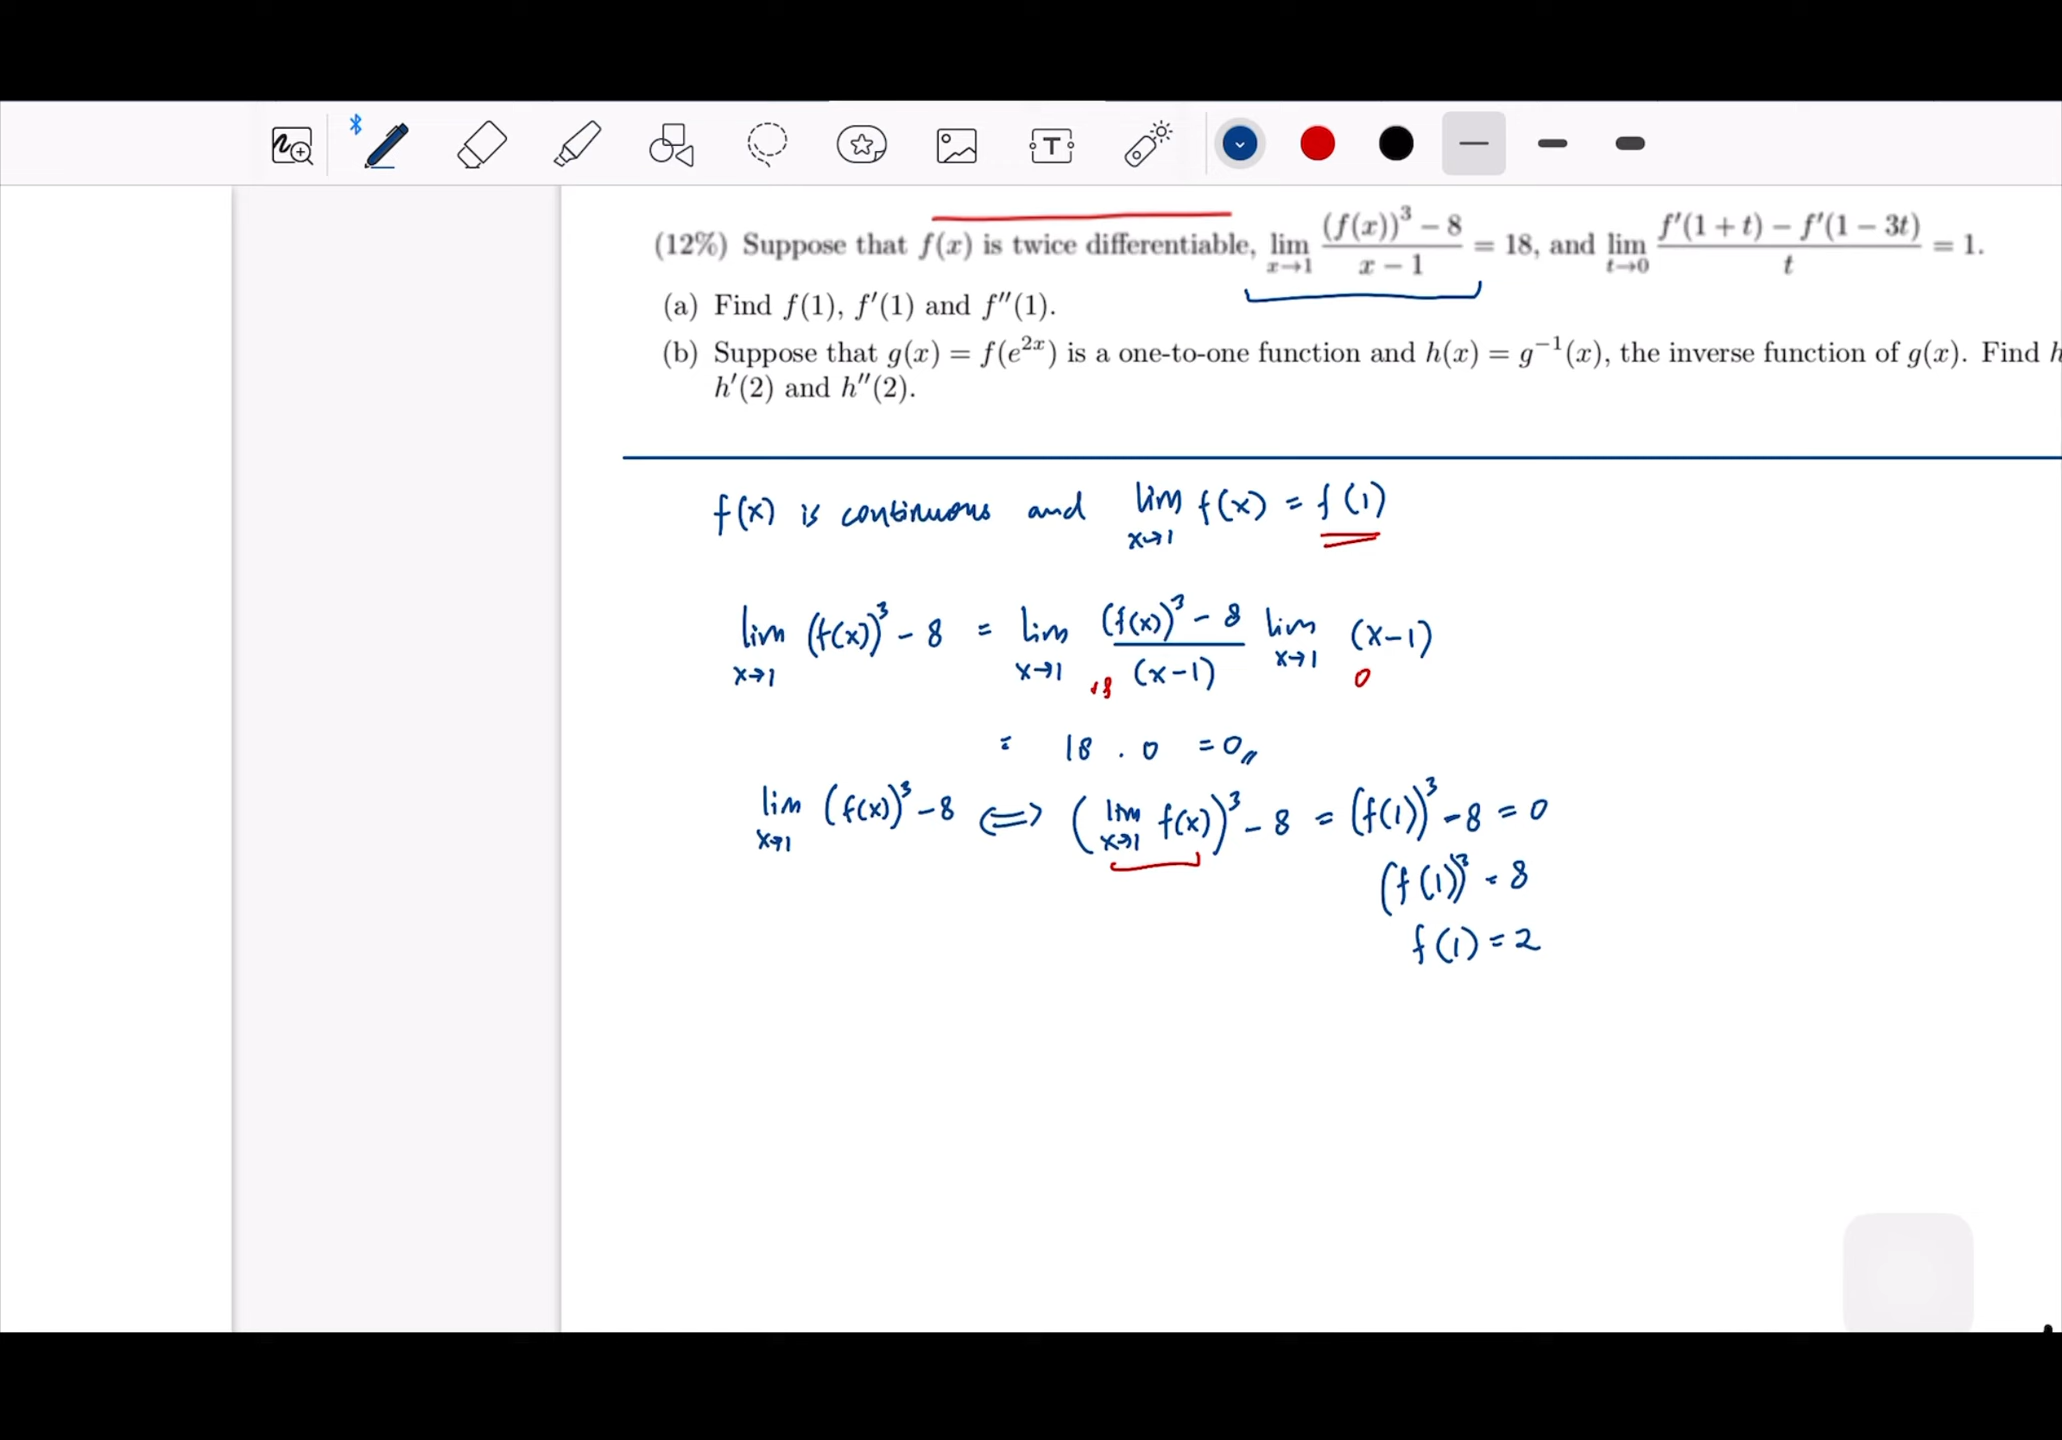 (12%) Suppose that f(x) is twice differentiable, lim_{x→1} ((f(x))^3 − 8)/(x − 1) = 18, and lim_{t→0} (f′(1 + t) − f′(1 − 3t))/t = 1.
(a) Find f(1), f′(1) and f″(1).
(b) Suppose that g(x) = f(e^{2x}) is a one-to-one function and h(x) = g^{−1}(x), the inverse function of g(x). Find h
h′(2) and h″(2).
f(x) is continuous and lim_{x→1} f(x) = f(1)
lim_{x→1} (f(x))^3 − 8 = lim_{x→1} ((f(x))^3 − 8)/(x−1) lim_{x→1} (x−1)
18 0
= 18 . 0 = 0,,
lim_{x→1} (f(x))^3 − 8 ⟺ (lim_{x→1} f(x))^3 − 8 = (f(1))^3 − 8 = 0
(f(1))^3 = 8
f(1) = 2